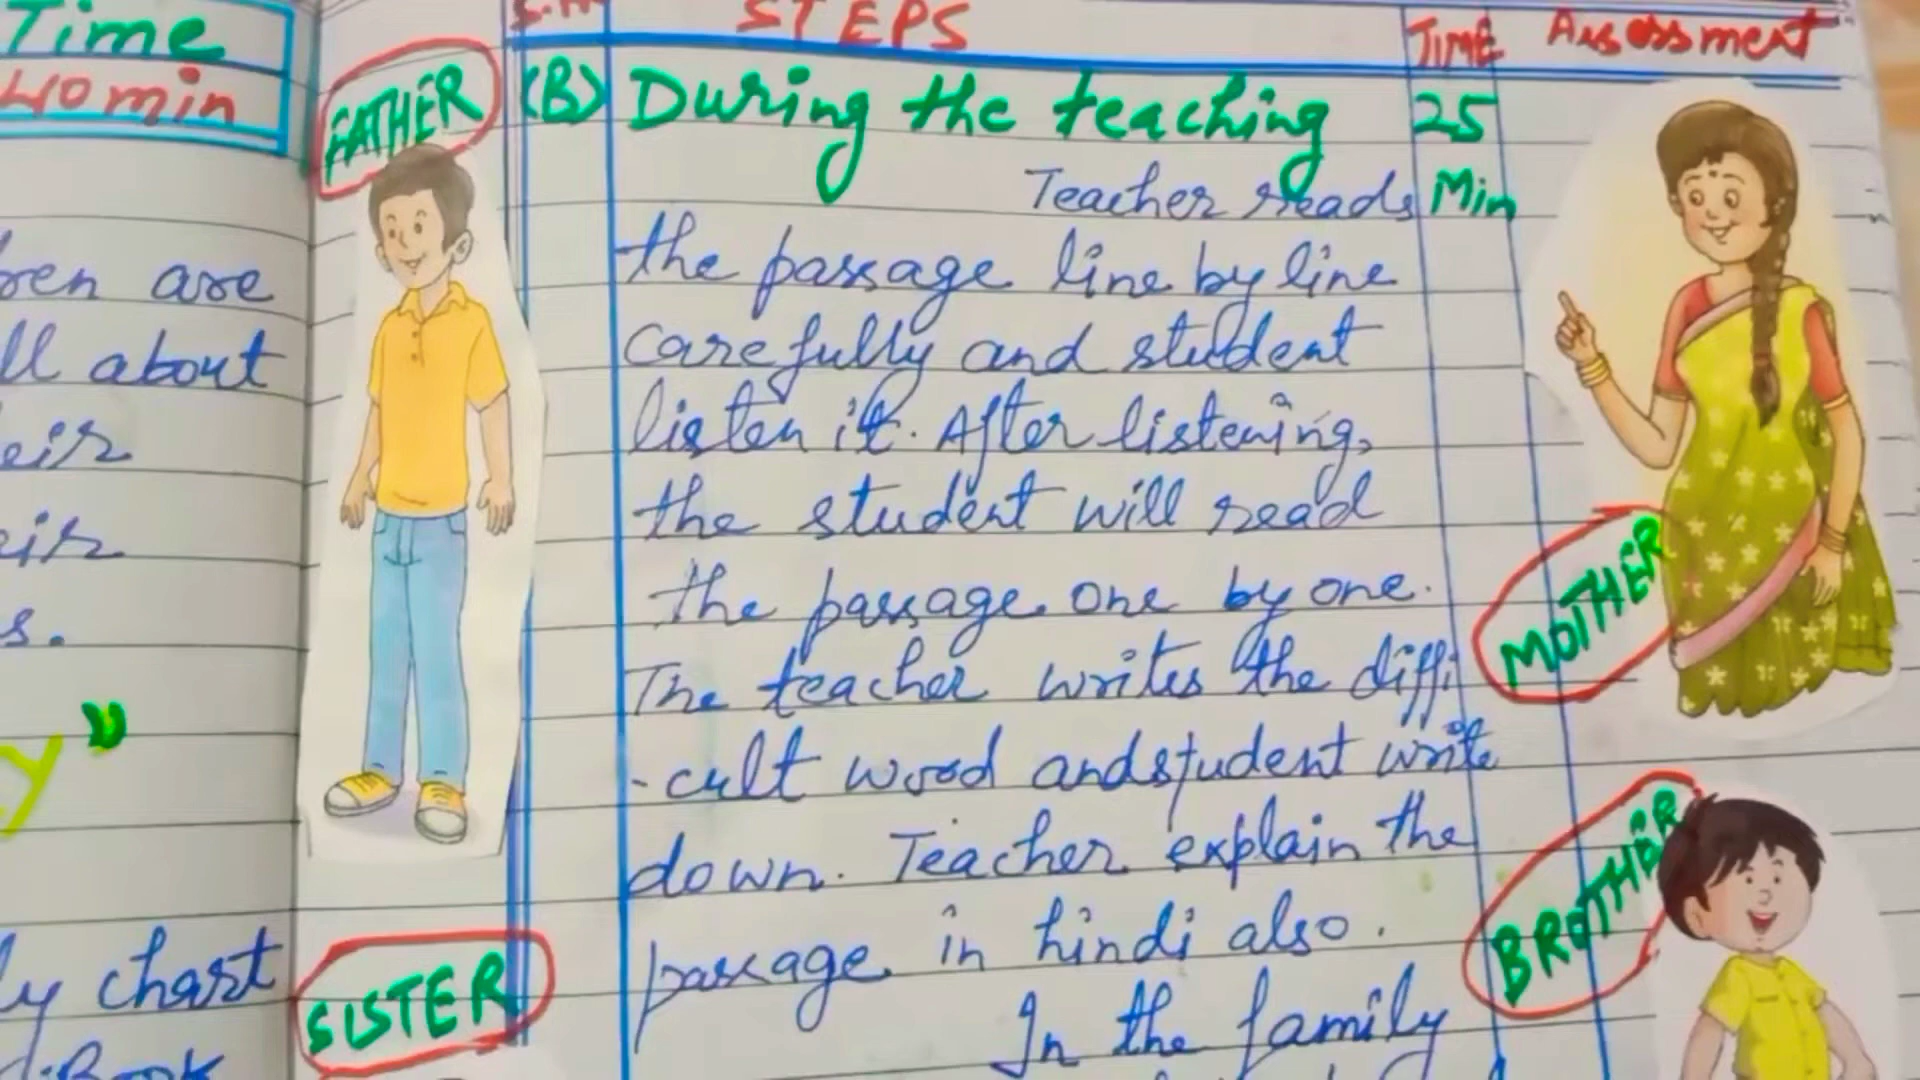 Time
40 min
are
ll about
eir
eir
s.
y"
y chart
Book
FATHER
SISTER
STEPS
TIME
Assessment
(B) During the teaching
25
Min
Teacher reads
the passage line by line
carefully and student
listen it. After listening,
the student will read
the passage one by one.
The teacher writes the diffi
-cult word and student write
down. Teacher explain the
passage in hindi also.
In the family
MOTHER
BROTHER